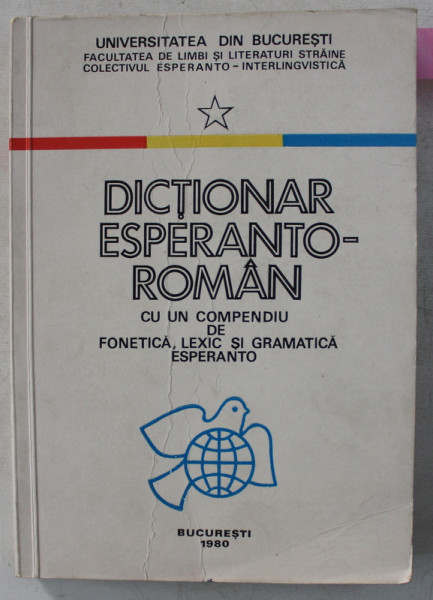 UNIVERSITATEA DIN BUCUREȘTI
FACULTATEA DE LIMBI ȘI LITERATURI STRĂINE
COLECTIVUL ESPERANTO-INTERLINGVISTICĂ
DICȚIONAR
ESPERANTO-
ROMÂN
CU UN COMPENDIU
DE
FONETICĂ, LEXIC ȘI GRAMATICĂ
ESPERANTO
BUCUREȘTI
1980